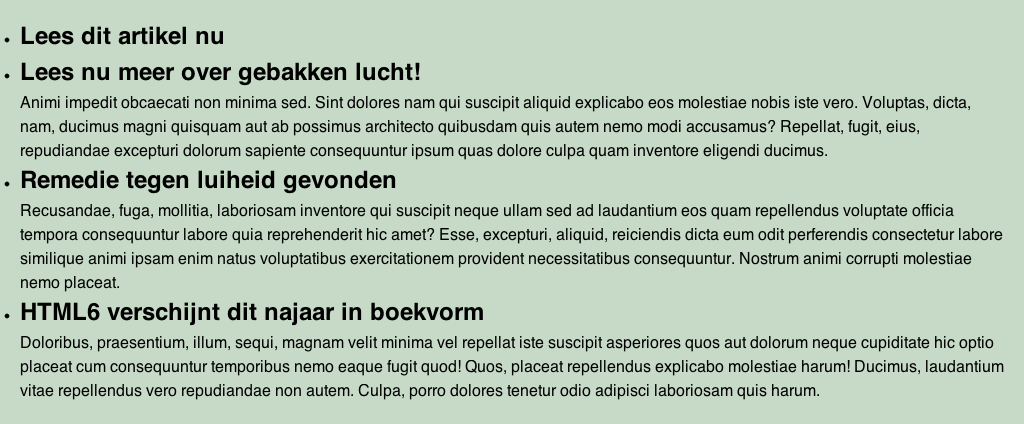 Lees dit artikel nu
Lees nu meer over gebakken lucht!
Animi impedit obcaecati non minima sed. Sint dolores nam qui suscipit aliquid explicabo eos molestiae nobis iste vero. Voluptas, dicta,
nam, ducimus magni quisquam aut ab possimus architecto quibusdam quis autem nemo modi accusamus? Repellat, fugit, eius,
repudiandae excepturi dolorum sapiente consequuntur ipsum quas dolore culpa quam inventore eligendi ducimus.
Remedie tegen luiheid gevonden
Recusandae, fuga, mollitia, laboriosam inventore qui suscipit neque ullam sed ad laudantium eos quam repellendus voluptate officia
tempora consequuntur labore quia reprehenderit hic amet? Esse, excepturi, aliquid, reiciendis dicta eum odit perferendis consectetur labore
similique animi ipsam enim natus voluptatibus exercitationem provident necessitatibus consequuntur. Nostrum animi corrupti molestiae
nemo placeat.
HTML6 verschijnt dit najaar in boekvorm
Doloribus, praesentium, illum, sequi, magnam velit minima vel repellat iste suscipit asperiores quos aut dolorum neque cupiditate hic optio
placeat cum consequuntur temporibus nemo eaque fugit quod! Quos, placeat repellendus explicabo molestiae harum! Ducimus, laudantium
vitae repellendus vero repudiandae non autem. Culpa, porro dolores tenetur odio adipisci laboriosam quis harum.